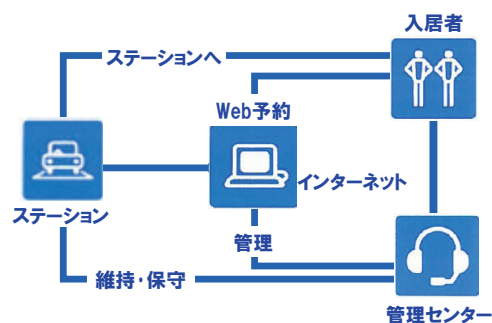 入居者
ステーションへ
Web予約
インターネット
ステーション
管理
維持・保守
管理センター